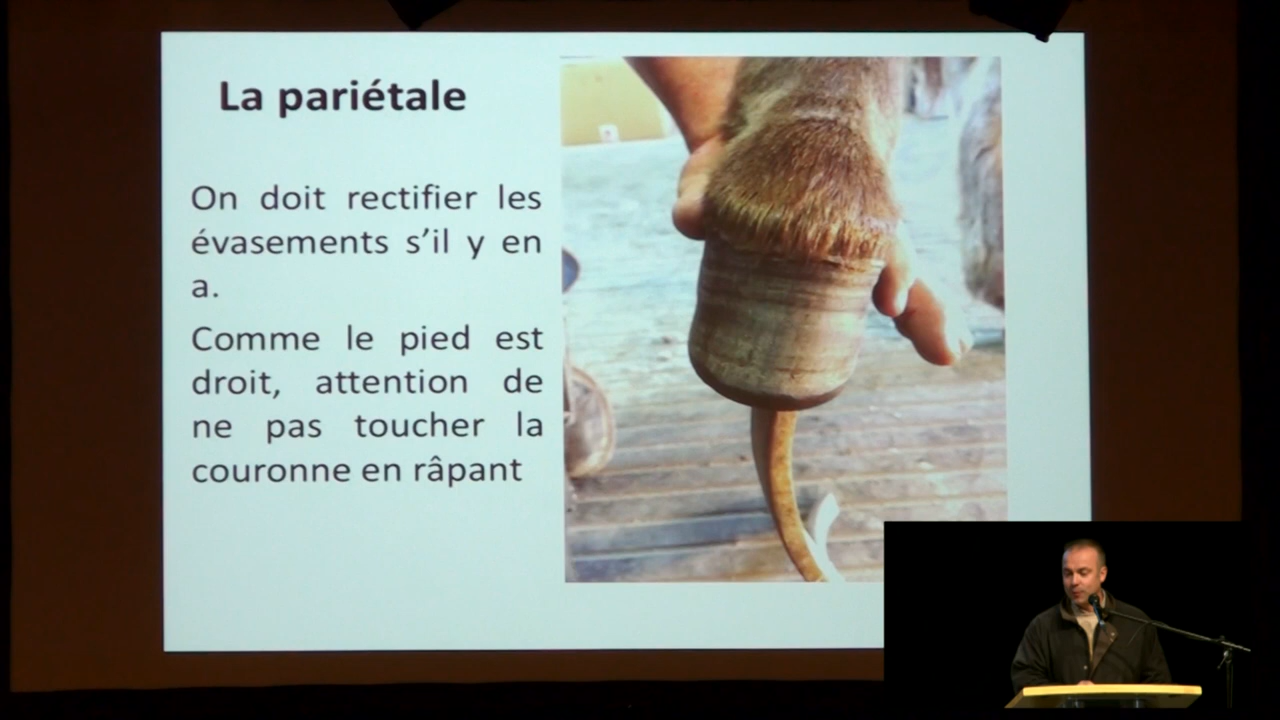 La pariétale
On doit rectifier les
évasements s’il y en
a.
Comme le pied est
droit, attention de
ne pas toucher la
couronne en râpant